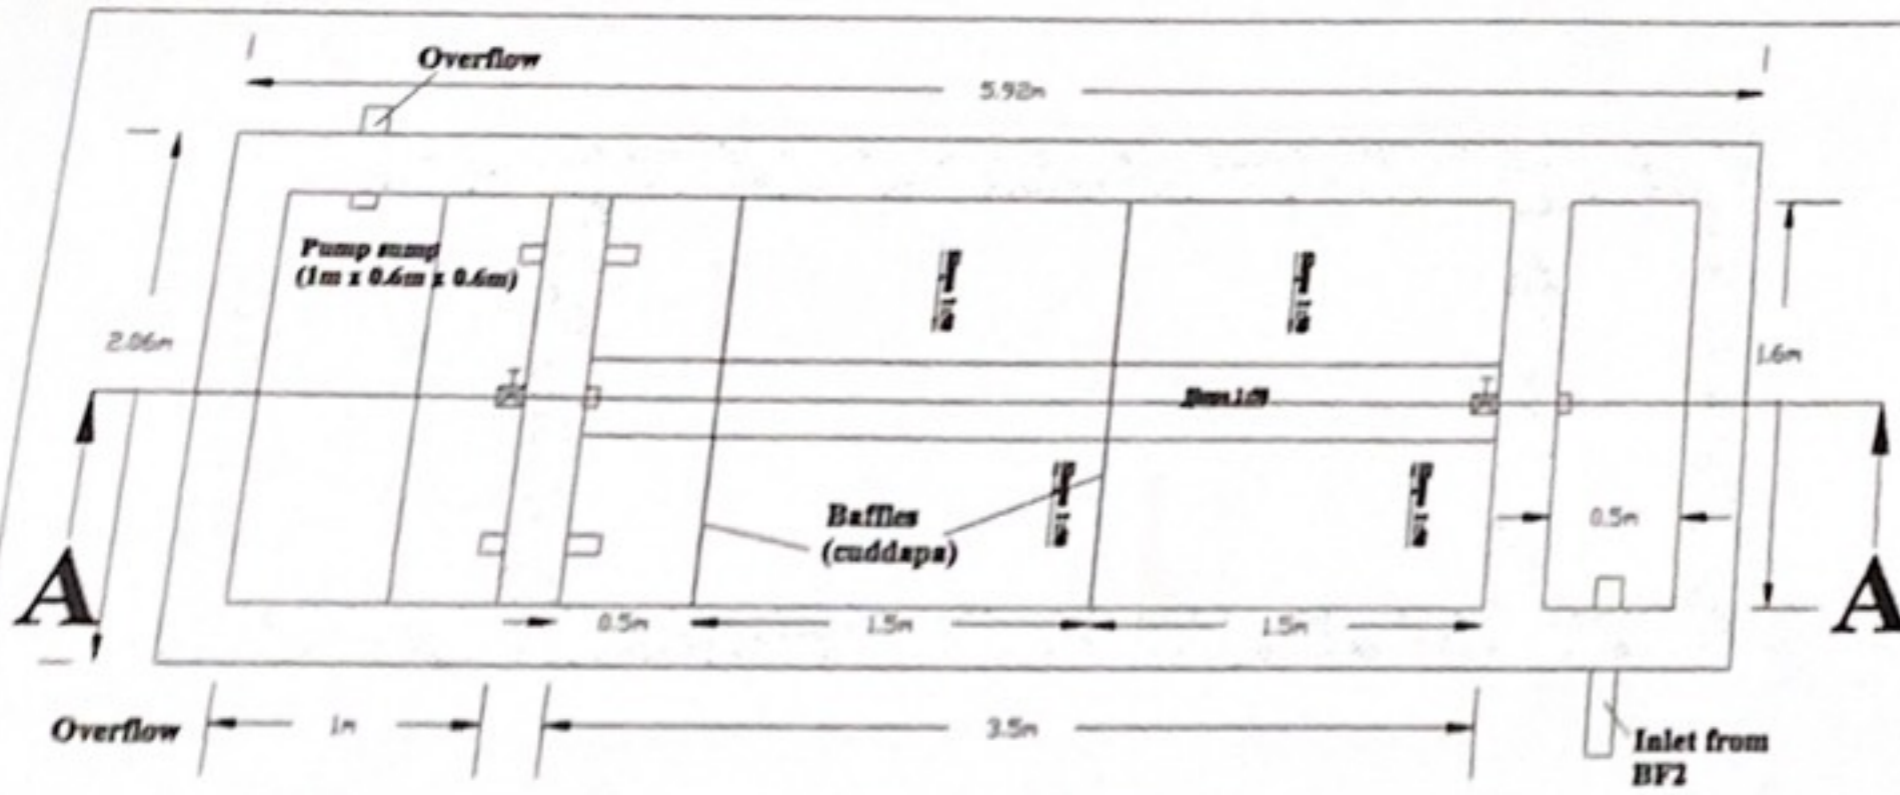 Overflow
5.92m
Pump sump
(1m x 0.6m x 0.6m)
2.06m
1.6m
Baffles
(cuddapa)
0.5m
A
A
0.5m
1.5m
1.5m
Overflow
1m
3.5m
Inlet from
BF2